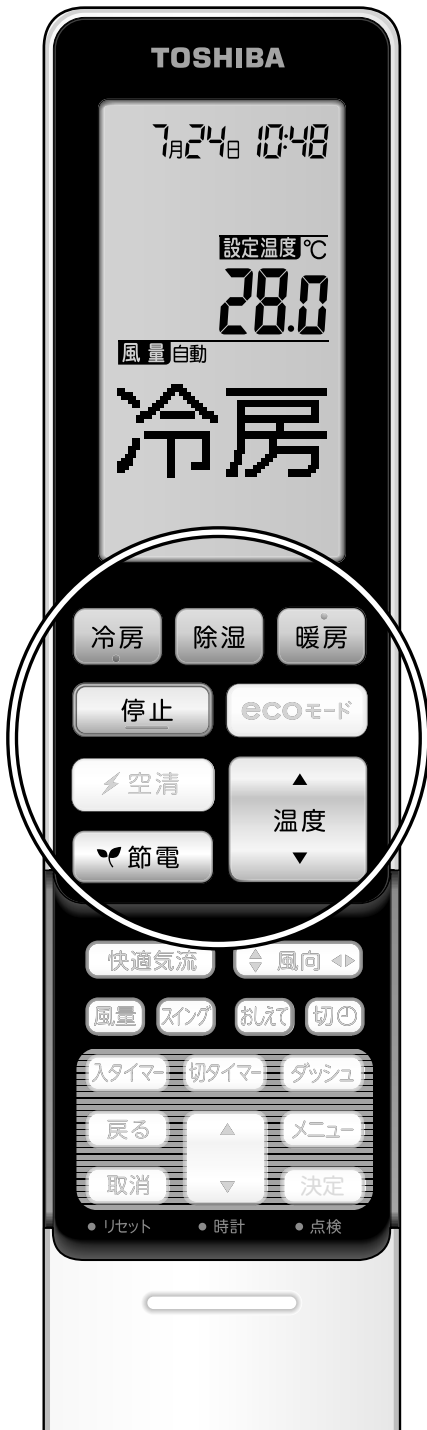 TOSHIBA
7月24日 10:48
設定温度 ℃
28.0
風量 自動
冷房
冷房 除湿 暖房
停止 ecoモード
空清
温度
節電
快適気流 風向
風量 スイング おしえて 切
入タイマー 切タイマー ダッシュ
戻る メニュー
取消 決定
リセット 時計 点検